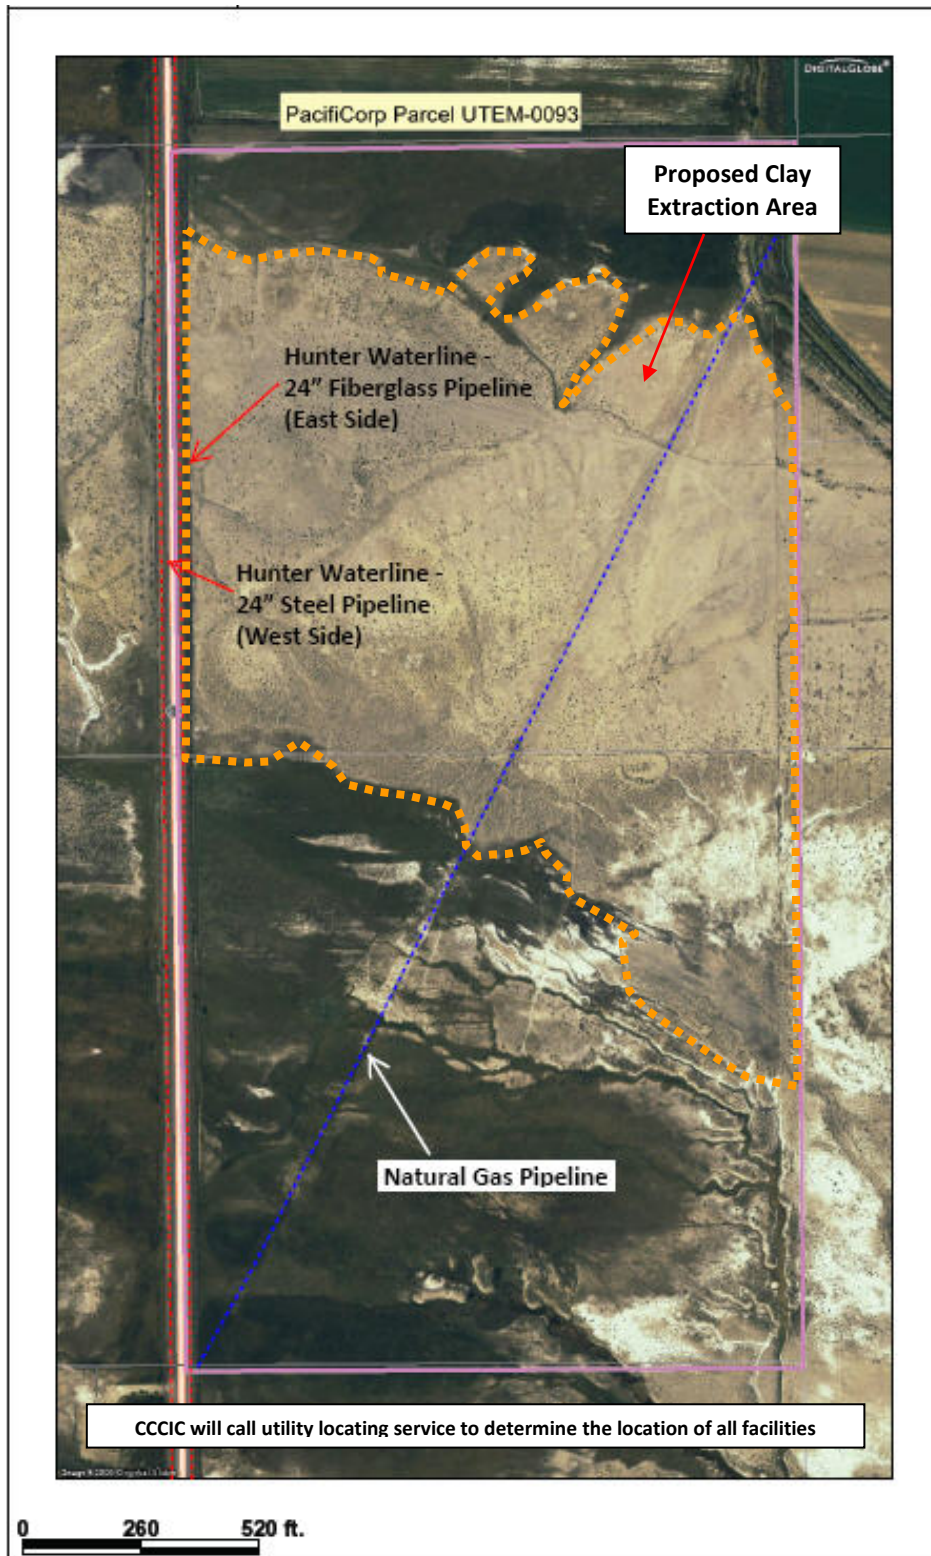 DIGITALGLOBE®
PacifiCorp Parcel UTEM-0093
Proposed Clay
Extraction Area
Hunter Waterline -
24" Fiberglass Pipeline
(East Side)
Hunter Waterline -
24" Steel Pipeline
(West Side)
Natural Gas Pipeline
CCCIC will call utility locating service to determine the location of all facilities
0 260 520 ft.